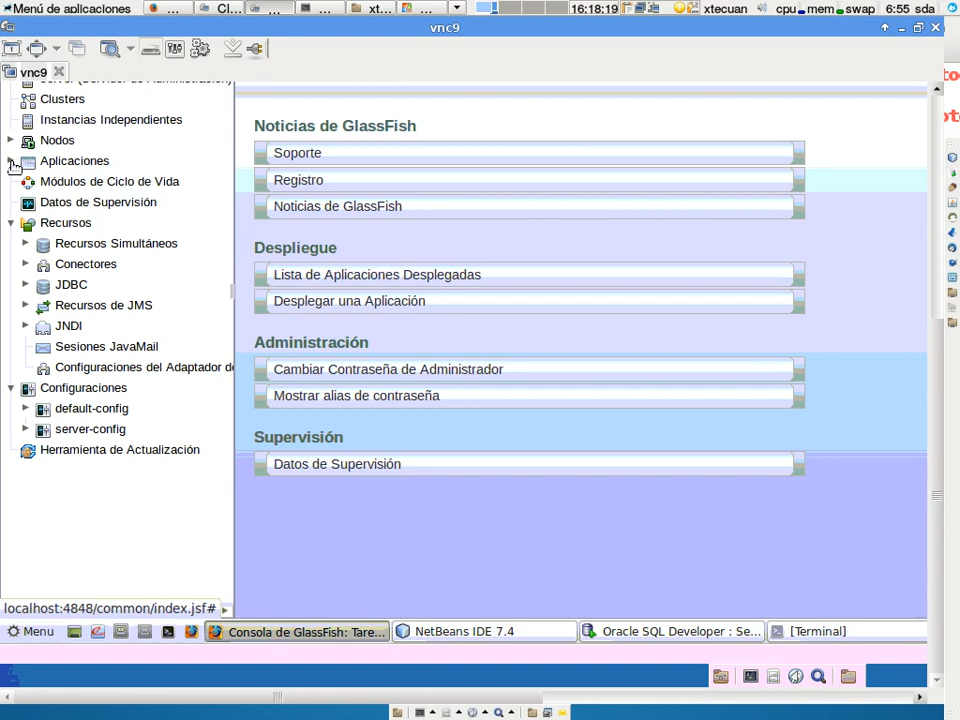 Menú de aplicaciones
...
Cl...
...
...
xt...
...
16:18:19
xtecuan
cpu mem swap 6:55 sda
vnc9
vnc9
Clusters
Instancias Independientes
Nodos
Aplicaciones
Módulos de Ciclo de Vida
Datos de Supervisión
Recursos
Recursos Simultáneos
Conectores
JDBC
Recursos de JMS
JNDI
Sesiones JavaMail
Configuraciones del Adaptador d
Configuraciones
default-config
server-config
Herramienta de Actualización
Noticias de GlassFish
Soporte
Registro
Noticias de GlassFish
Despliegue
Lista de Aplicaciones Desplegadas
Desplegar una Aplicación
Administración
Cambiar Contraseña de Administrador
Mostrar alias de contraseña
Supervisión
Datos de Supervisión
localhost:4848/common/index.jsf#
Menu
Consola de GlassFish: Tare...
NetBeans IDE 7.4
Oracle SQL Developer : Se...
[Terminal]